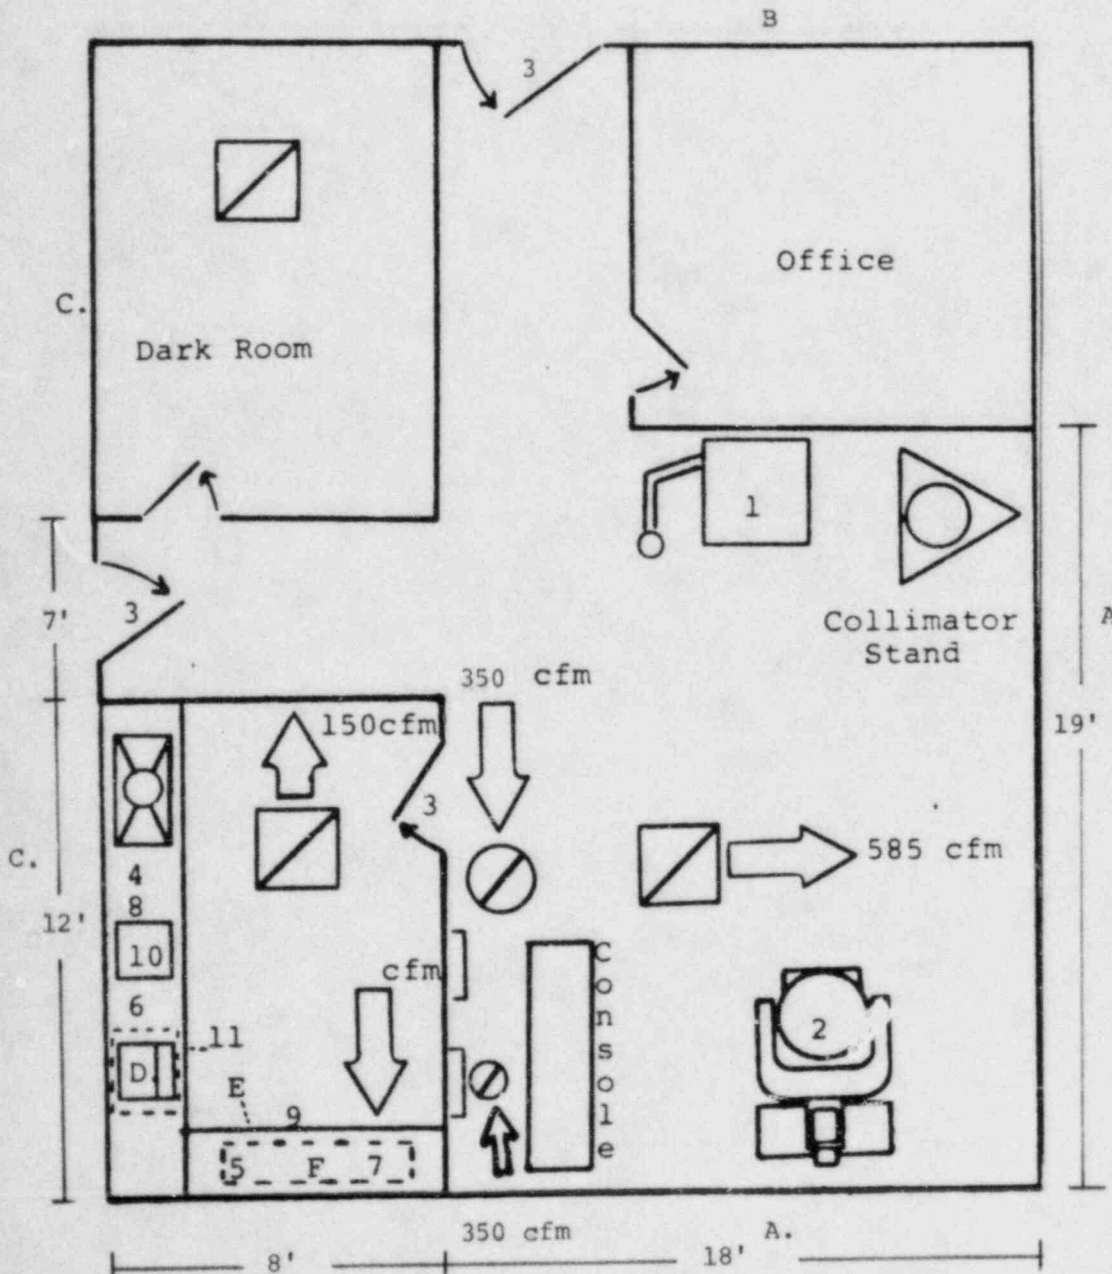 B
3
C.
Dark Room
Office
1
3
7'
Collimator
Stand
A
350 cfm
150cfm
19'
3
C.
4
8
585 cfm
12'
10
cfm
6
Console
2
11
D
E
9
5 F 7
350 cfm
A.
8'
18'